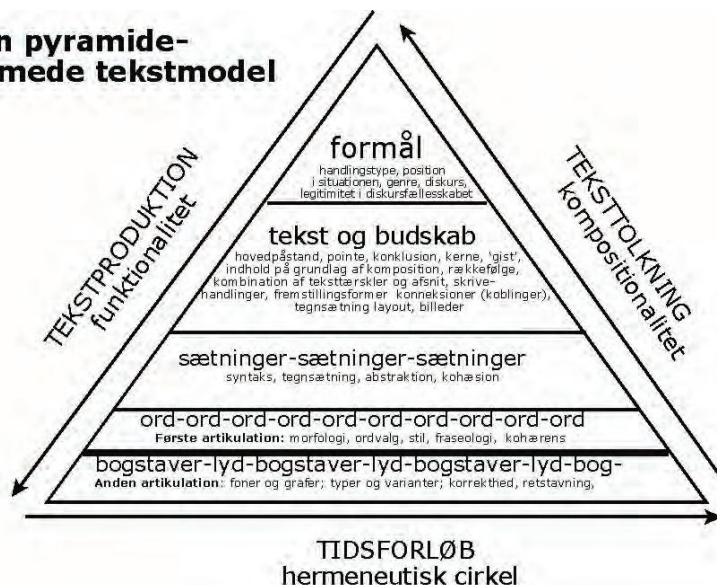 n pyramide-
mede tekstmodel
formål
handlingstype, position
i situationen, genre, diskurs,
legitimitet i diskursfællesskabet
TEKSTPRODUKTION
funktionalitet
TEKSTTOLKNING
kompositionalitet
tekst og budskab
hovedpåstand, pointe, konklusion, kerne, 'gist',
indhold på grundlag af komposition, rækkefølge,
kombination af teksttærskler og afsnit, skrive-
handlinger, fremstillingsformer konneksioner (koblinger),
tegnsætning layout, billeder
sætninger-sætninger-sætninger
syntaks, tegnsætning, abstraktion, kohæsion
ord-ord-ord-ord-ord-ord-ord-ord-ord-ord-ord
Første artikulation: morfologi, ordvalg, stil, fraseologi, kohærens
bogstaver-lyd-bogstaver-lyd-bogstaver-lyd-bog-
Anden artikulation: foner og grafer; typer og varianter; korrekthed, retstavning,
TIDSFORLØB
hermeneutisk cirkel